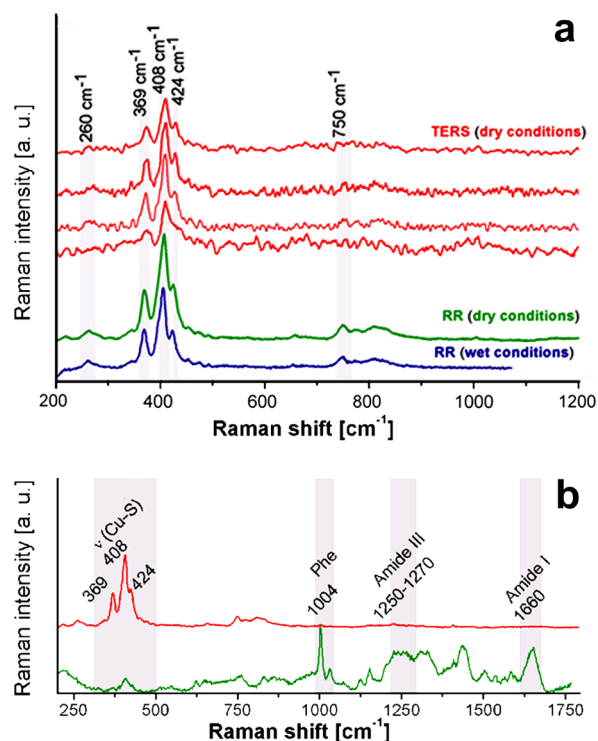 a
260 cm-1
369 cm-1
408 cm-1
424 cm-1
750 cm-1
TERS (dry conditions)
RR (dry conditions)
RR (wet conditions)
Raman intensity [a. u.]
200 400 600 800 1000 1200
Raman shift [cm-1]
b
ν (Cu–S)
369
408
424
Phe
1004
Amide III
1250-1270
Amide I
1660
Raman intensity [a. u.]
250 500 750 1000 1250 1500 1750
Raman shift [cm-1]